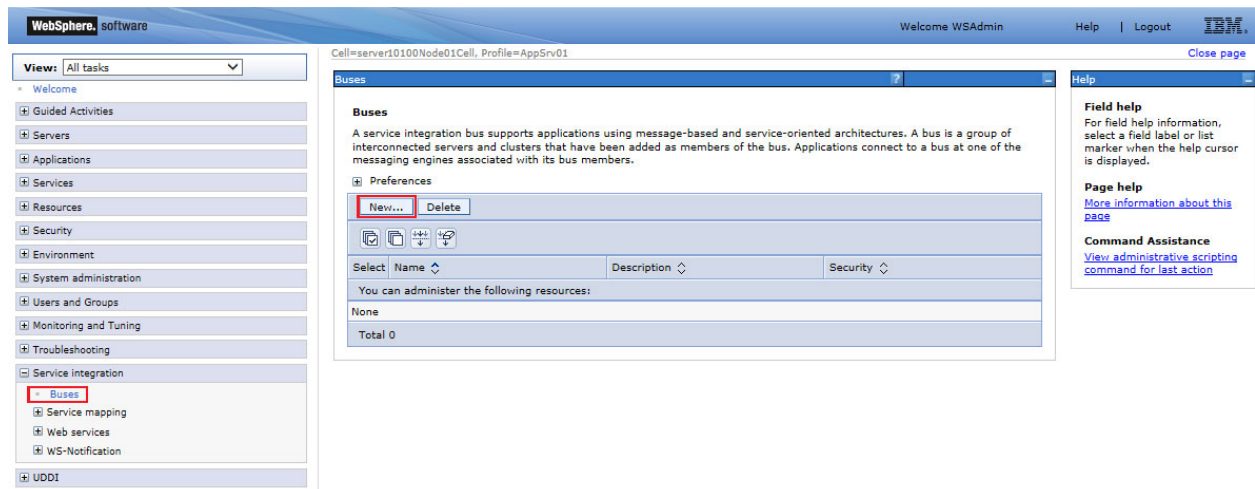 WebSphere. software
Welcome WSAdmin
Help | Logout
IBM.
View: All tasks
Welcome
Guided Activities
Servers
Applications
Services
Resources
Security
Environment
System administration
Users and Groups
Monitoring and Tuning
Troubleshooting
Service integration
Buses
Service mapping
Web services
WS-Notification
UDDI
Cell=server10100Node01Cell, Profile=AppSrv01
Close page
Buses
?
Buses
A service integration bus supports applications using message-based and service-oriented architectures. A bus is a group of
interconnected servers and clusters that have been added as members of the bus. Applications connect to a bus at one of the
messaging engines associated with its bus members.
Preferences
New... Delete
Select Name Description Security
You can administer the following resources:
None
Total 0
Help
Field help
For field help information,
select a field label or list
marker when the help cursor
is displayed.
Page help
More information about this
page
Command Assistance
View administrative scripting
command for last action